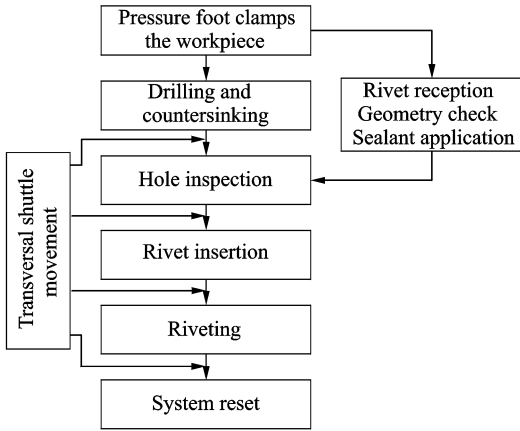 Pressure foot clamps
the workpiece
Drilling and
countersinking
Rivet reception
Geometry check
Sealant application
Transversal shuttle
movement
Hole inspection
Rivet insertion
Riveting
System reset